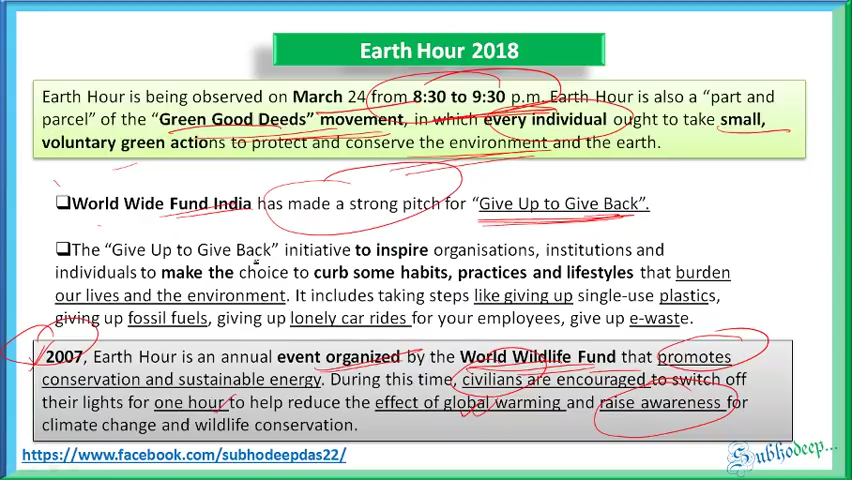 Earth Hour 2018
Earth Hour is being observed on March 24 from 8:30 to 9:30 p.m. Earth Hour is also a "part and
parcel" of the "Green Good Deeds" movement, in which every individual ought to take small,
voluntary green actions to protect and conserve the environment and the earth.
❑World Wide Fund India has made a strong pitch for "Give Up to Give Back".
❑The "Give Up to Give Back" initiative to inspire organisations, institutions and
individuals to make the choice to curb some habits, practices and lifestyles that burden
our lives and the environment. It includes taking steps like giving up single-use plastics,
giving up fossil fuels, giving up lonely car rides for your employees, give up e-waste.
2007, Earth Hour is an annual event organized by the World Wildlife Fund that promotes
conservation and sustainable energy. During this time, civilians are encouraged to switch off
their lights for one hour to help reduce the effect of global warming and raise awareness for
climate change and wildlife conservation.
https://www.facebook.com/subhodeepdas22/
Subhodeep...